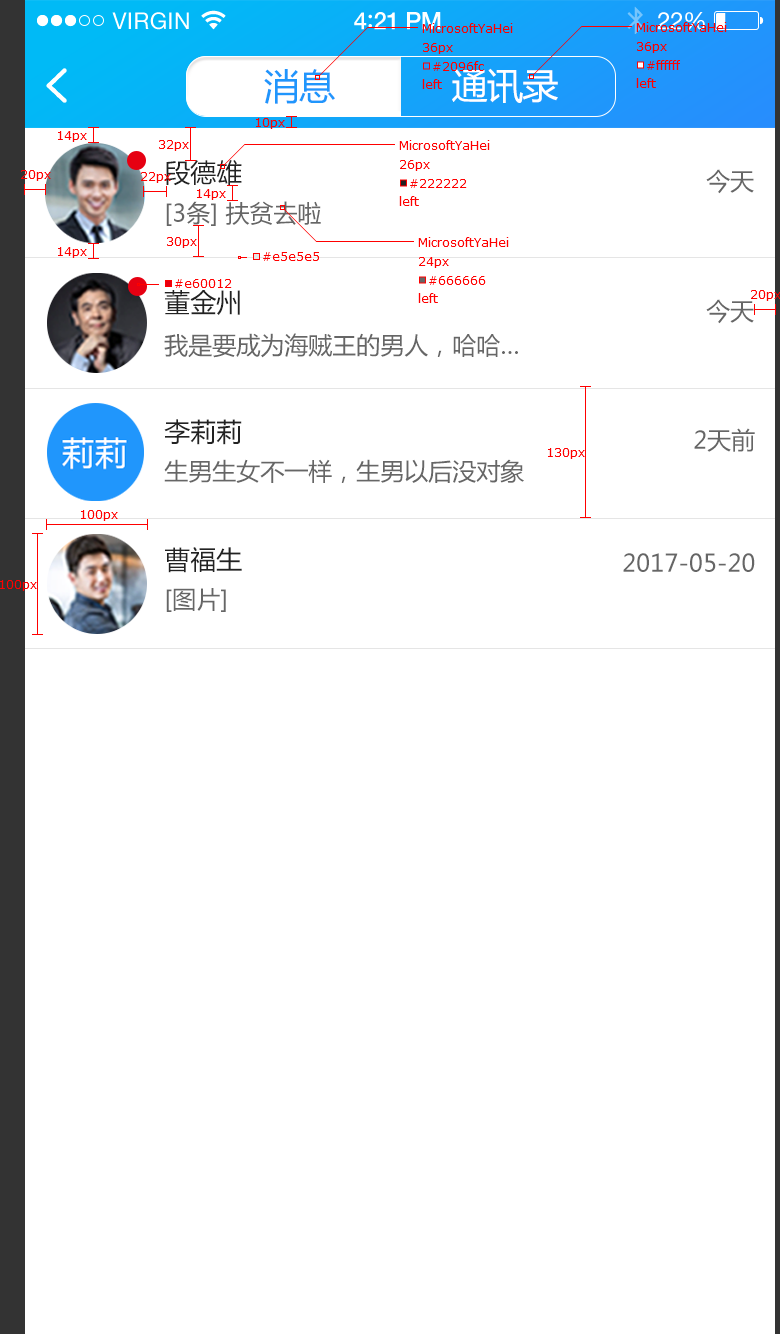 VIRGIN 4:21 PM 22%
消息 通讯录
MicrosoftYaHei
36px
#2096fc
left
MicrosoftYaHei
36px
#ffffff
left
10px
14px
32px
20px
22px
段德雄
今天
14px
[3条] 扶贫去啦
30px
14px
MicrosoftYaHei
26px
#222222
left
#e5e5e5
MicrosoftYaHei
24px
#666666
left
#e60012
董金州
今天
20px
我是要成为海贼王的男人，哈哈...
莉莉
李莉莉
2天前
生男生女不一样，生男以后没对象
130px
100px
100px
曹福生
2017-05-20
[图片]